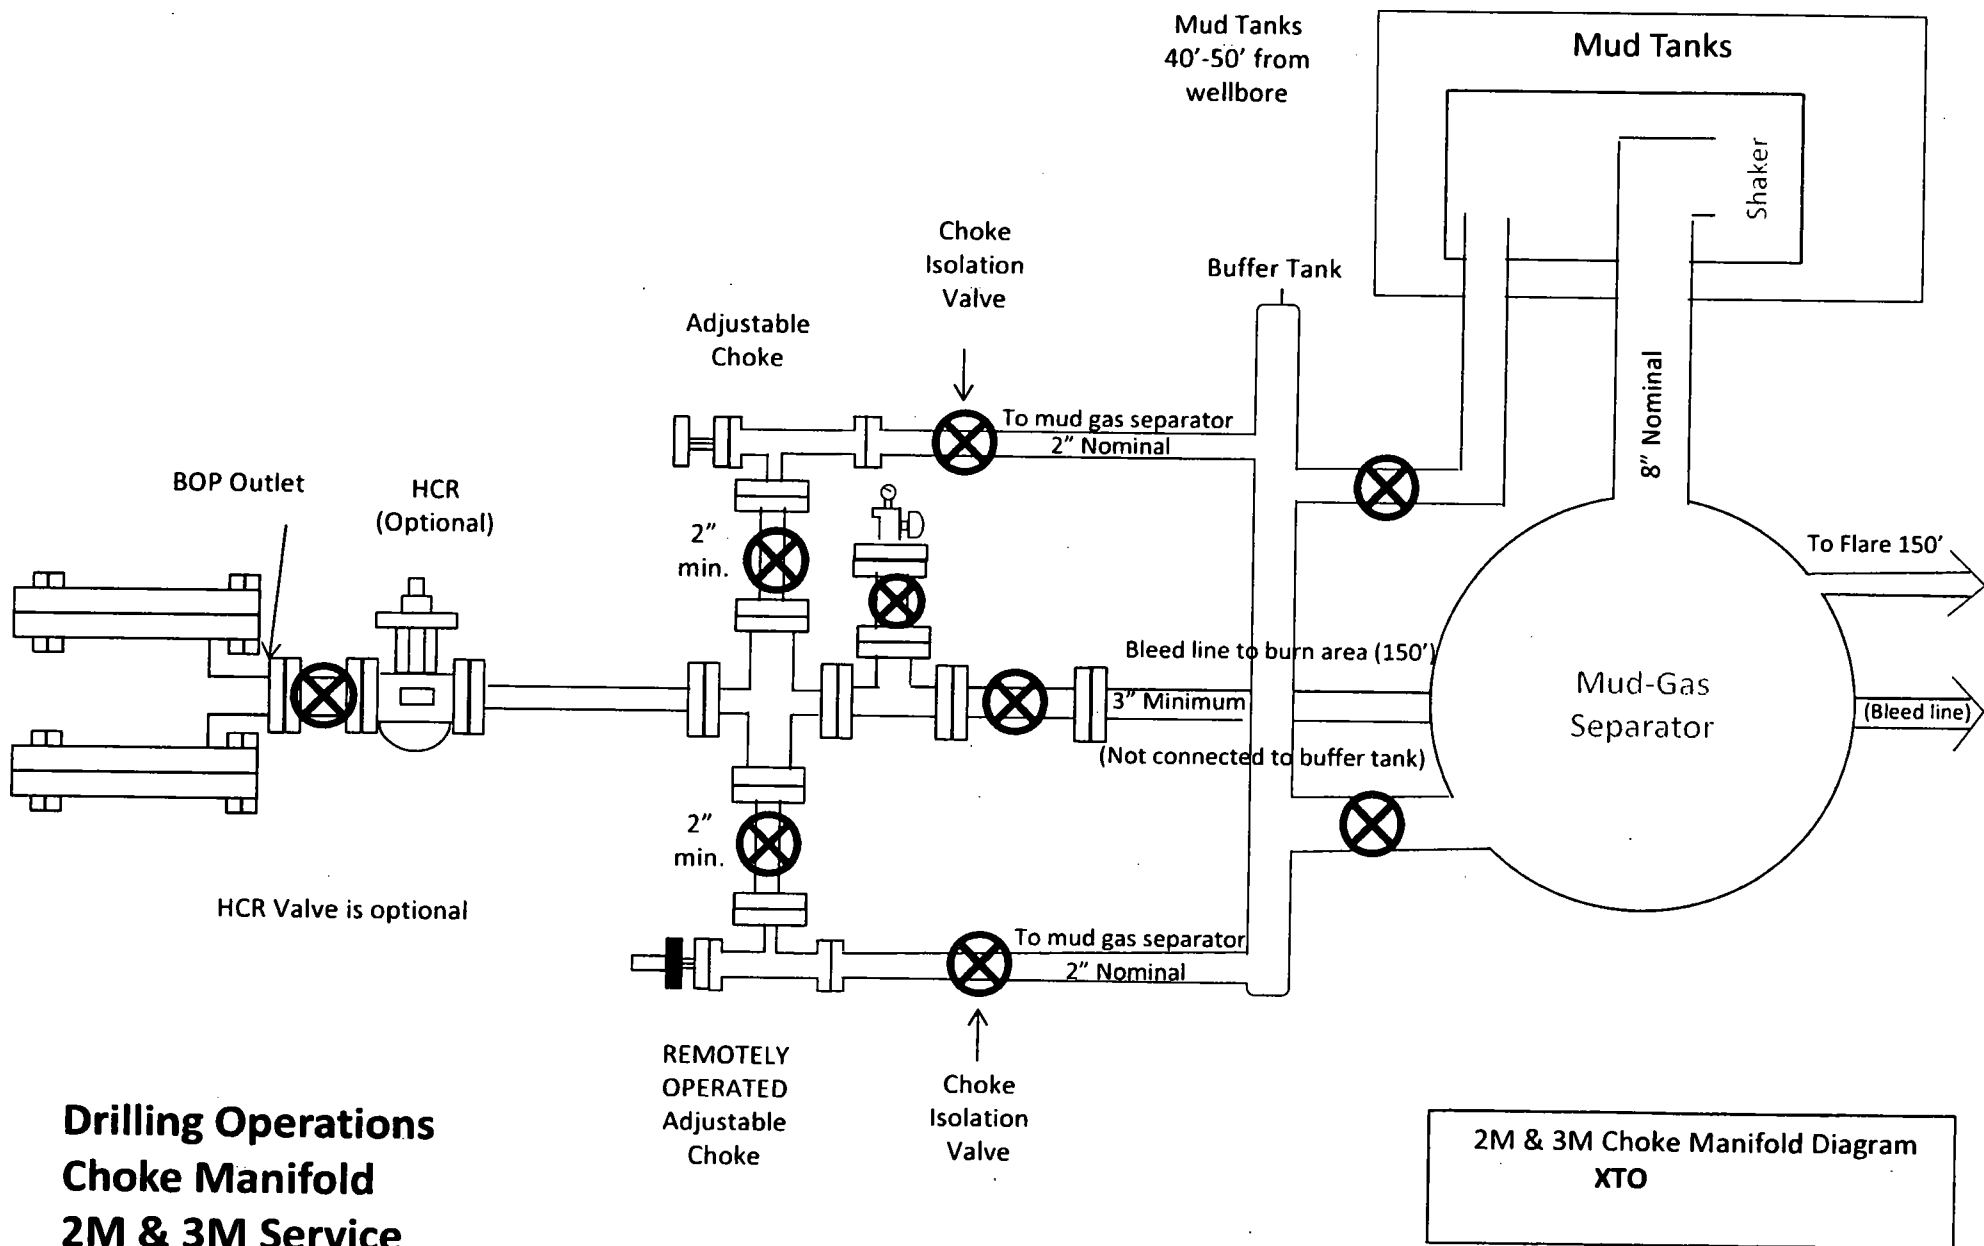 Mud Tanks
40'-50' from
wellbore
Mud Tanks
Shaker
Choke
Isolation
Valve
Buffer Tank
Adjustable
Choke
8" Nominal
To mud gas separator
2" Nominal
BOP Outlet
HCR
(Optional)
2"
min.
To Flare 150'
Bleed line to burn area (150')
3" Minimum
(Not connected to buffer tank)
Mud-Gas
Separator
(Bleed line)
2"
min.
HCR Valve is optional
To mud gas separator
2" Nominal
REMOTELY
OPERATED
Adjustable
Choke
Choke
Isolation
Valve
Drilling Operations
Choke Manifold
2M & 3M Service
2M & 3M Choke Manifold Diagram
XTO